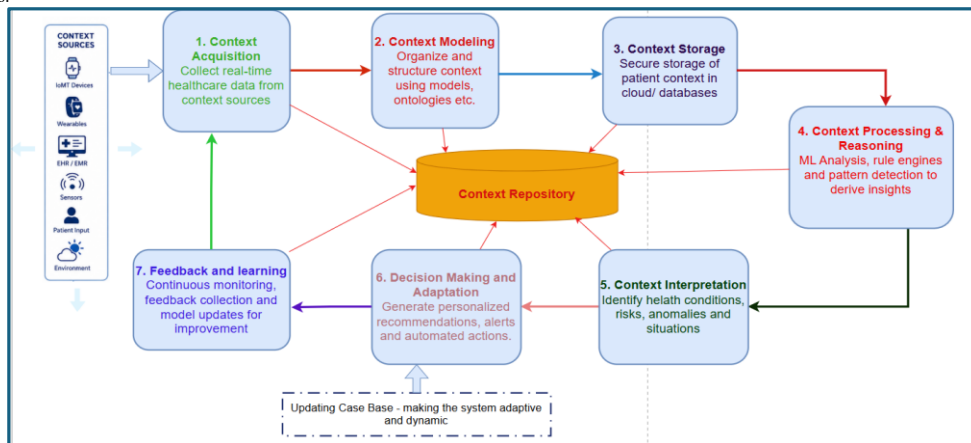 CONTEXT
SOURCES
IoMT Devices
Wearables
EHR / EMR
Sensors
Patient Input
Environment
1. Context
Acquisition
Collect real-time
healthcare data from
context sources
2. Context Modeling
Organize and
structure context
using models,
ontologies etc.
3. Context Storage
Secure storage of
patient context in
cloud/ databases
4. Context Processing &
Reasoning
ML Analysis, rule engines
and pattern detection to
derive insights
Context Repository
7. Feedback and learning
Continuous monitoring,
feedback collection and
model updates for
improvement
6. Decision Making and
Adaptation
Generate personalized
recommendations, alerts
and automated actions.
5. Context Interpretation
Identify helath conditions,
risks, anomalies and
situations
Updating Case Base - making the system adaptive
and dynamic